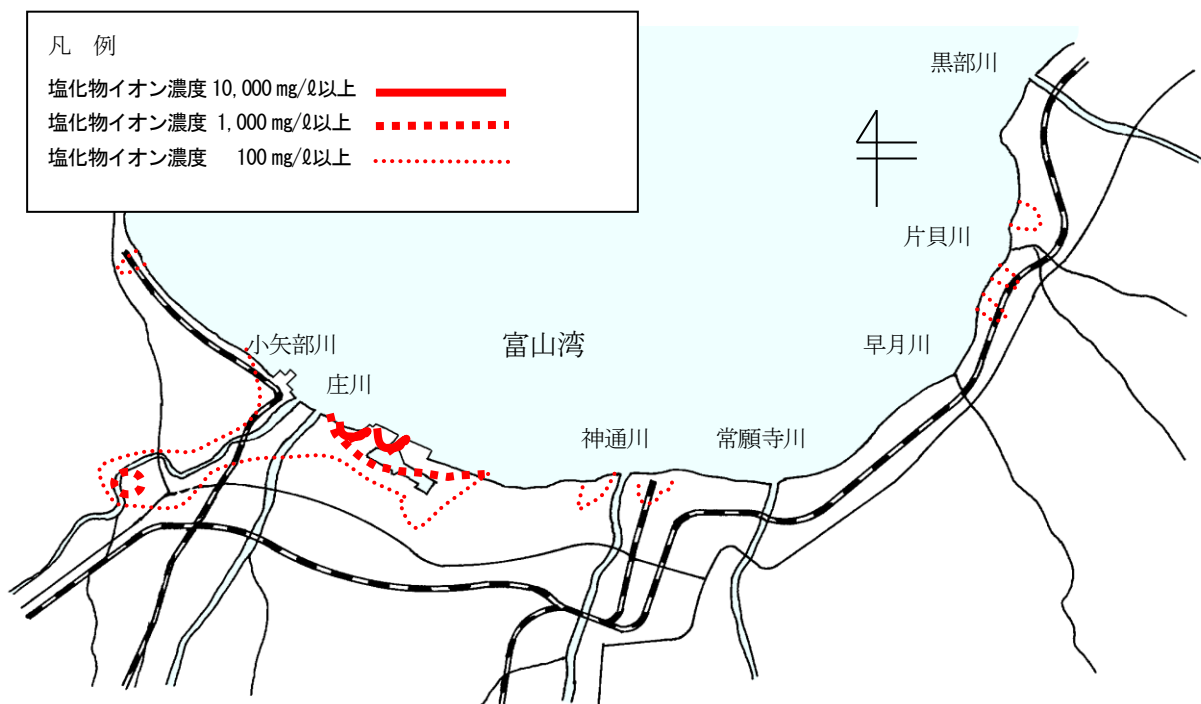 凡 例
塩化物イオン濃度 10,000 mg/ℓ以上
塩化物イオン濃度 1,000 mg/ℓ以上
塩化物イオン濃度 100 mg/ℓ以上
黒部川
片貝川
早月川
富山湾
小矢部川
庄川
神通川
常願寺川